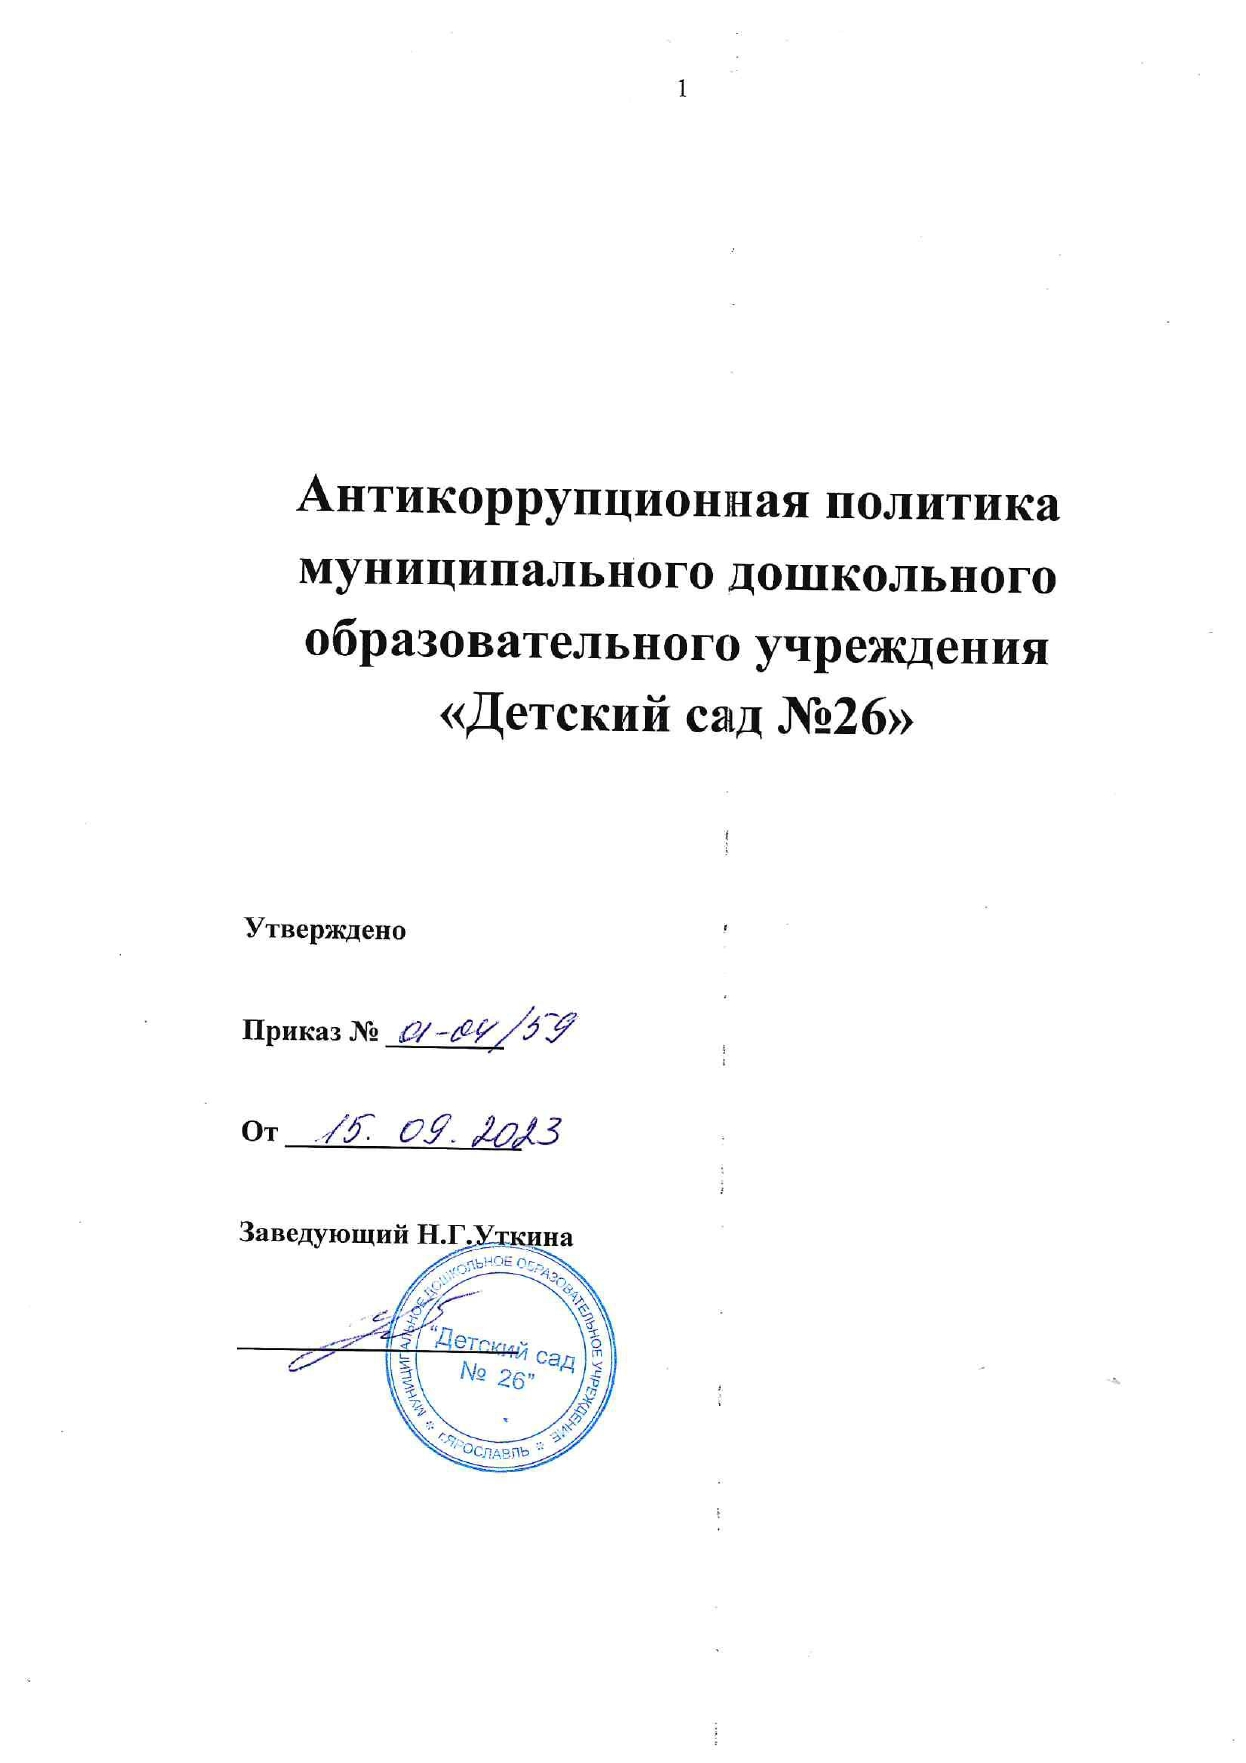 1
Антикоррупционная политика
муниципального дошкольного
образовательного учреждения
«Детский сад №26»
Утверждено
Приказ № 01-04/59
От 15. 09. 2023
Заведующий Н.Г.Уткина
МУНИЦИПАЛЬНОЕ ДОШКОЛЬНОЕ ОБРАЗОВАТЕЛЬНОЕ УЧРЕЖДЕНИЕ
"Детский сад
№ 26"
г.ЯРОСЛАВЛЬ